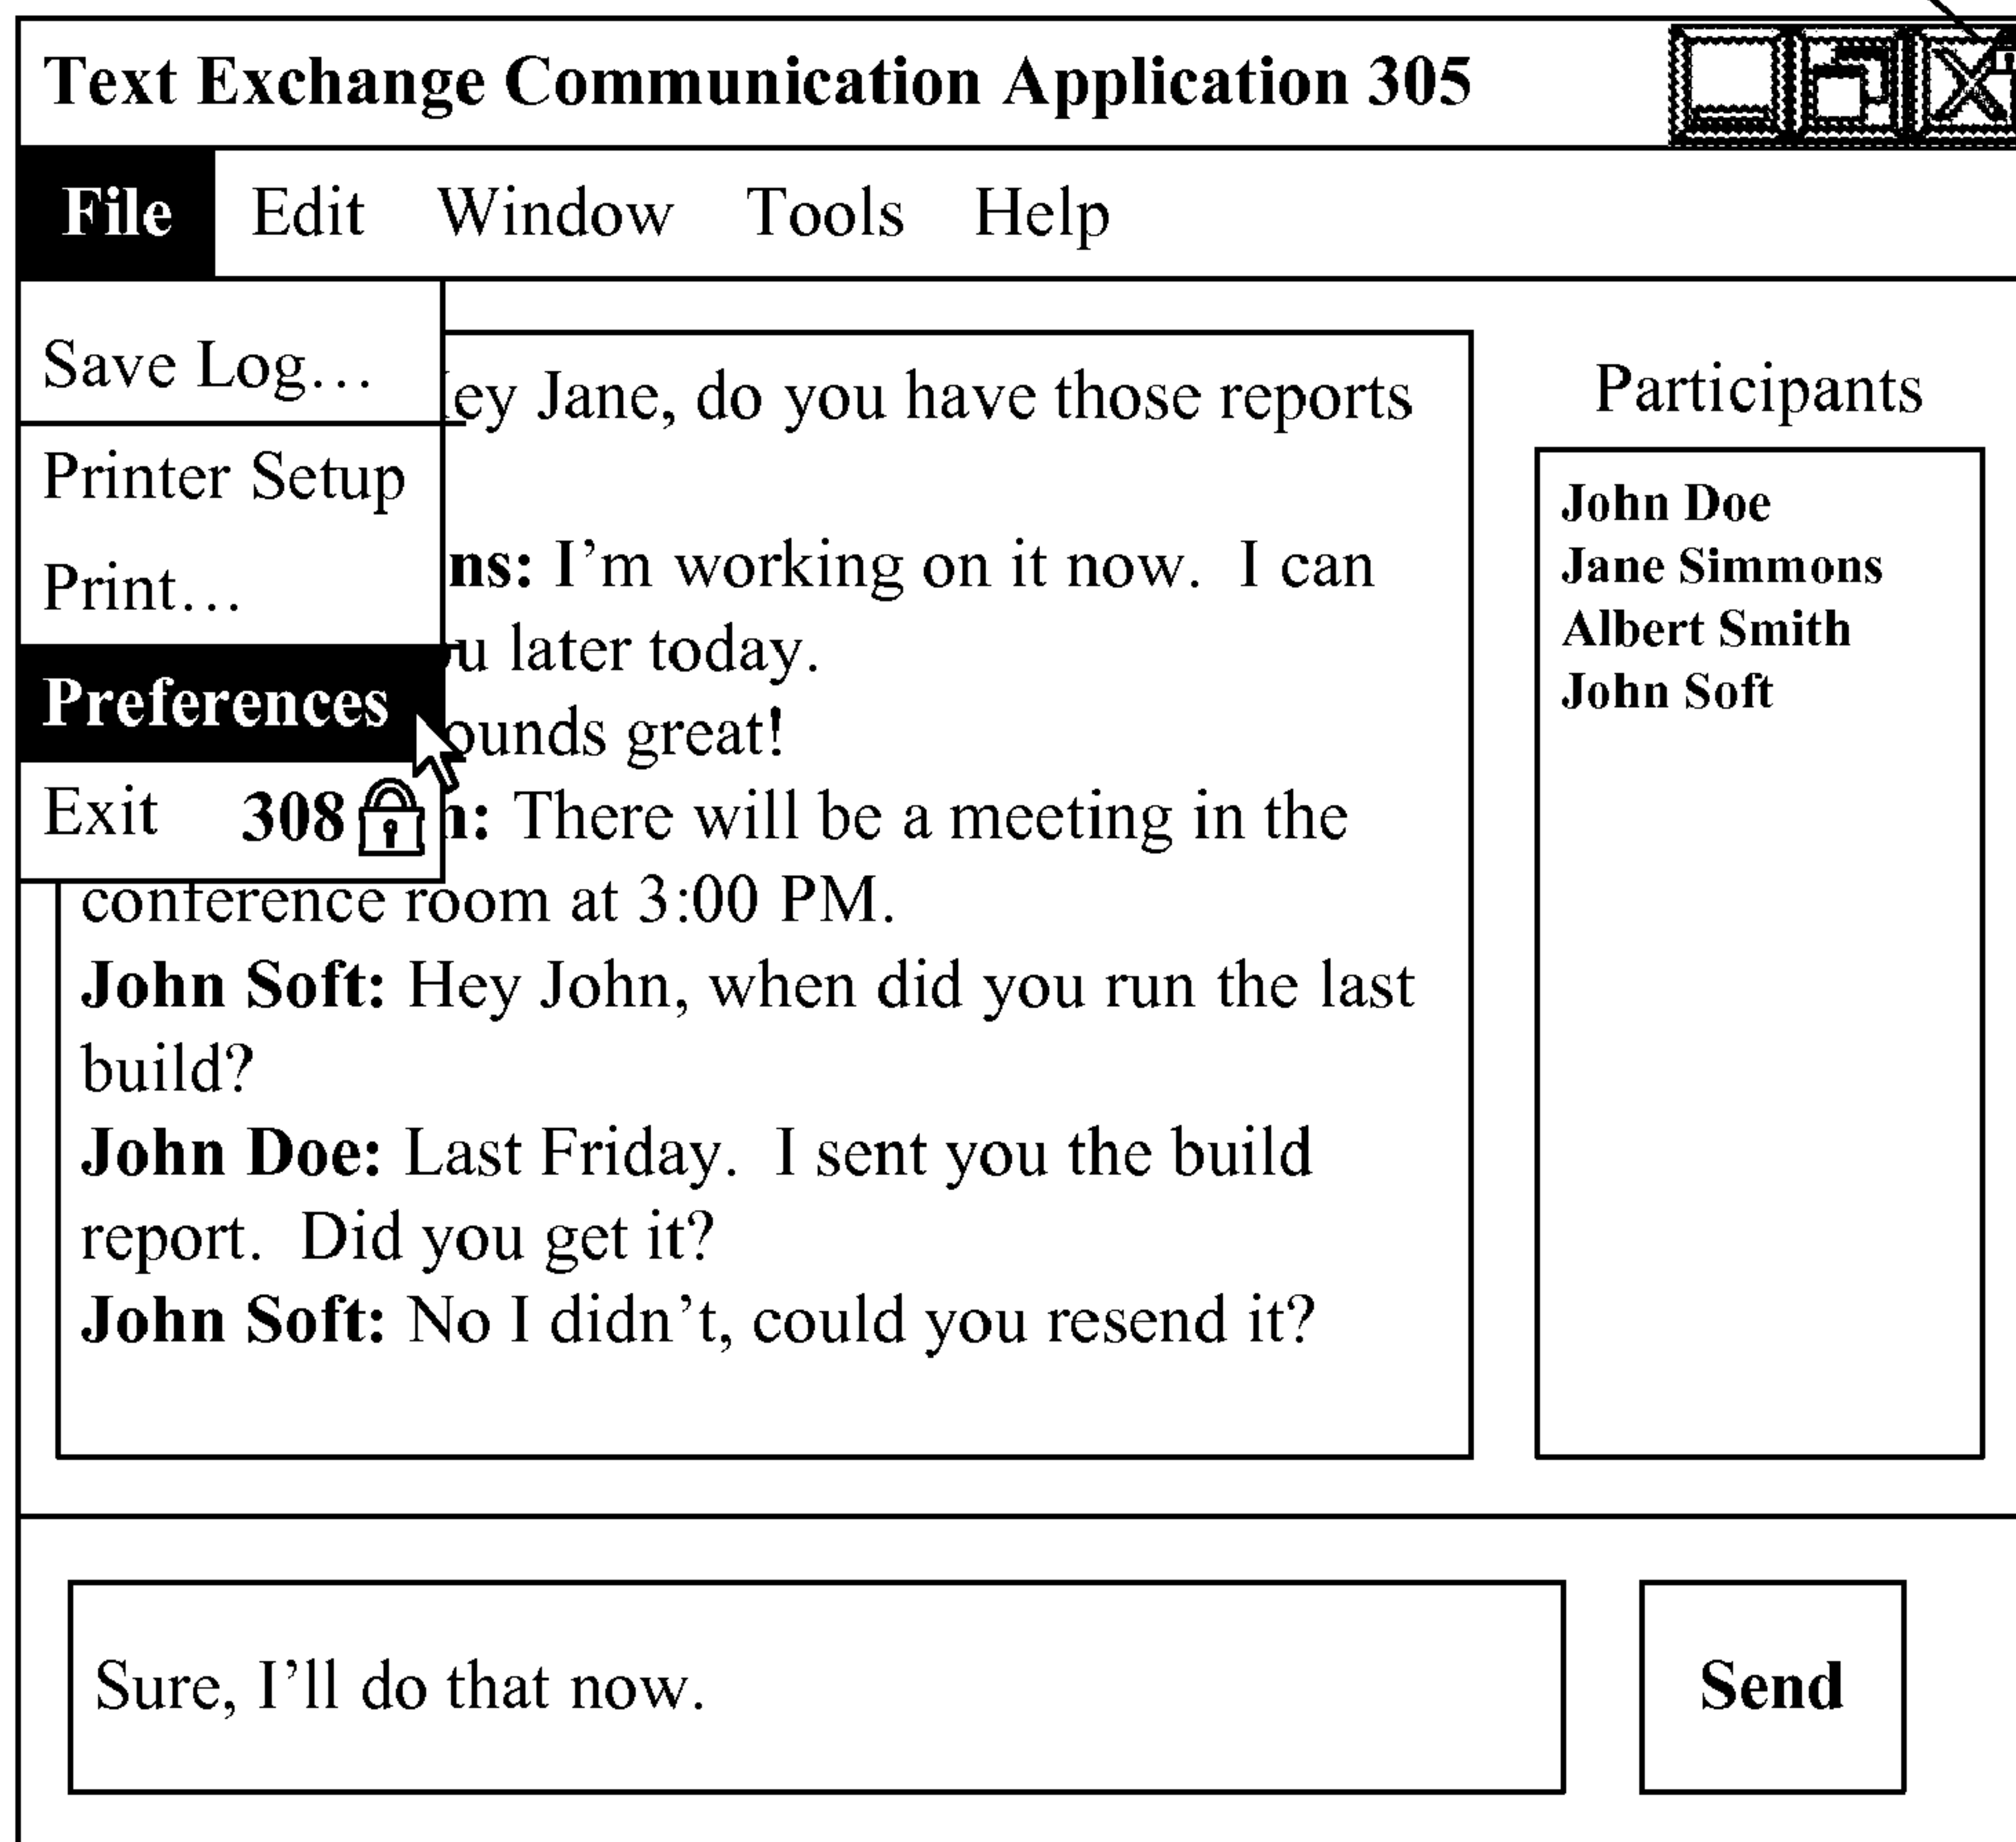 Text Exchange Communication Application 305
File Edit Window Tools Help
Save Log…
Printer Setup
Print…
Preferences
Exit 308
ey Jane, do you have those reports
ns: I’m working on it now. I can
u later today.
ounds great!
: There will be a meeting in the
conference room at 3:00 PM.
John Soft: Hey John, when did you run the last
build?
John Doe: Last Friday. I sent you the build
report. Did you get it?
John Soft: No I didn’t, could you resend it?
Participants
John Doe
Jane Simmons
Albert Smith
John Soft
Sure, I’ll do that now.
Send